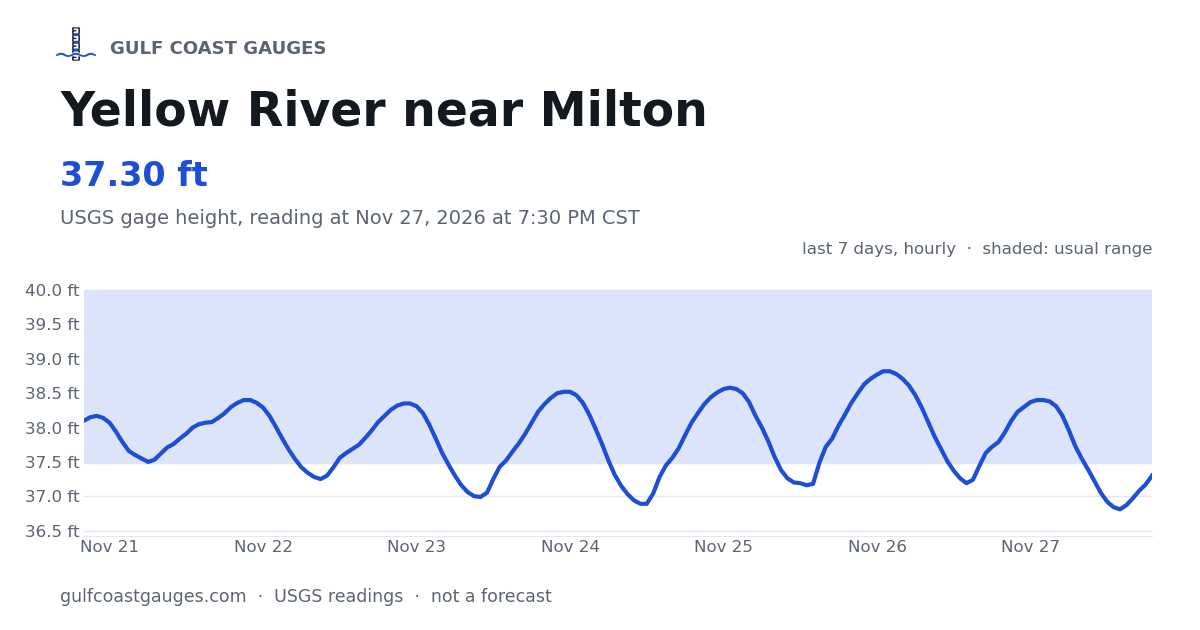 GULF COAST GAUGES
Yellow River near Milton
37.30 ft
USGS gage height, reading at Nov 27, 2026 at 7:30 PM CST
last 7 days, hourly · shaded: usual range
40.0 ft
39.5 ft
39.0 ft
38.5 ft
38.0 ft
37.5 ft
37.0 ft
36.5 ft
Nov 21 Nov 22 Nov 23 Nov 24 Nov 25 Nov 26 Nov 27
gulfcoastgauges.com · USGS readings · not a forecast